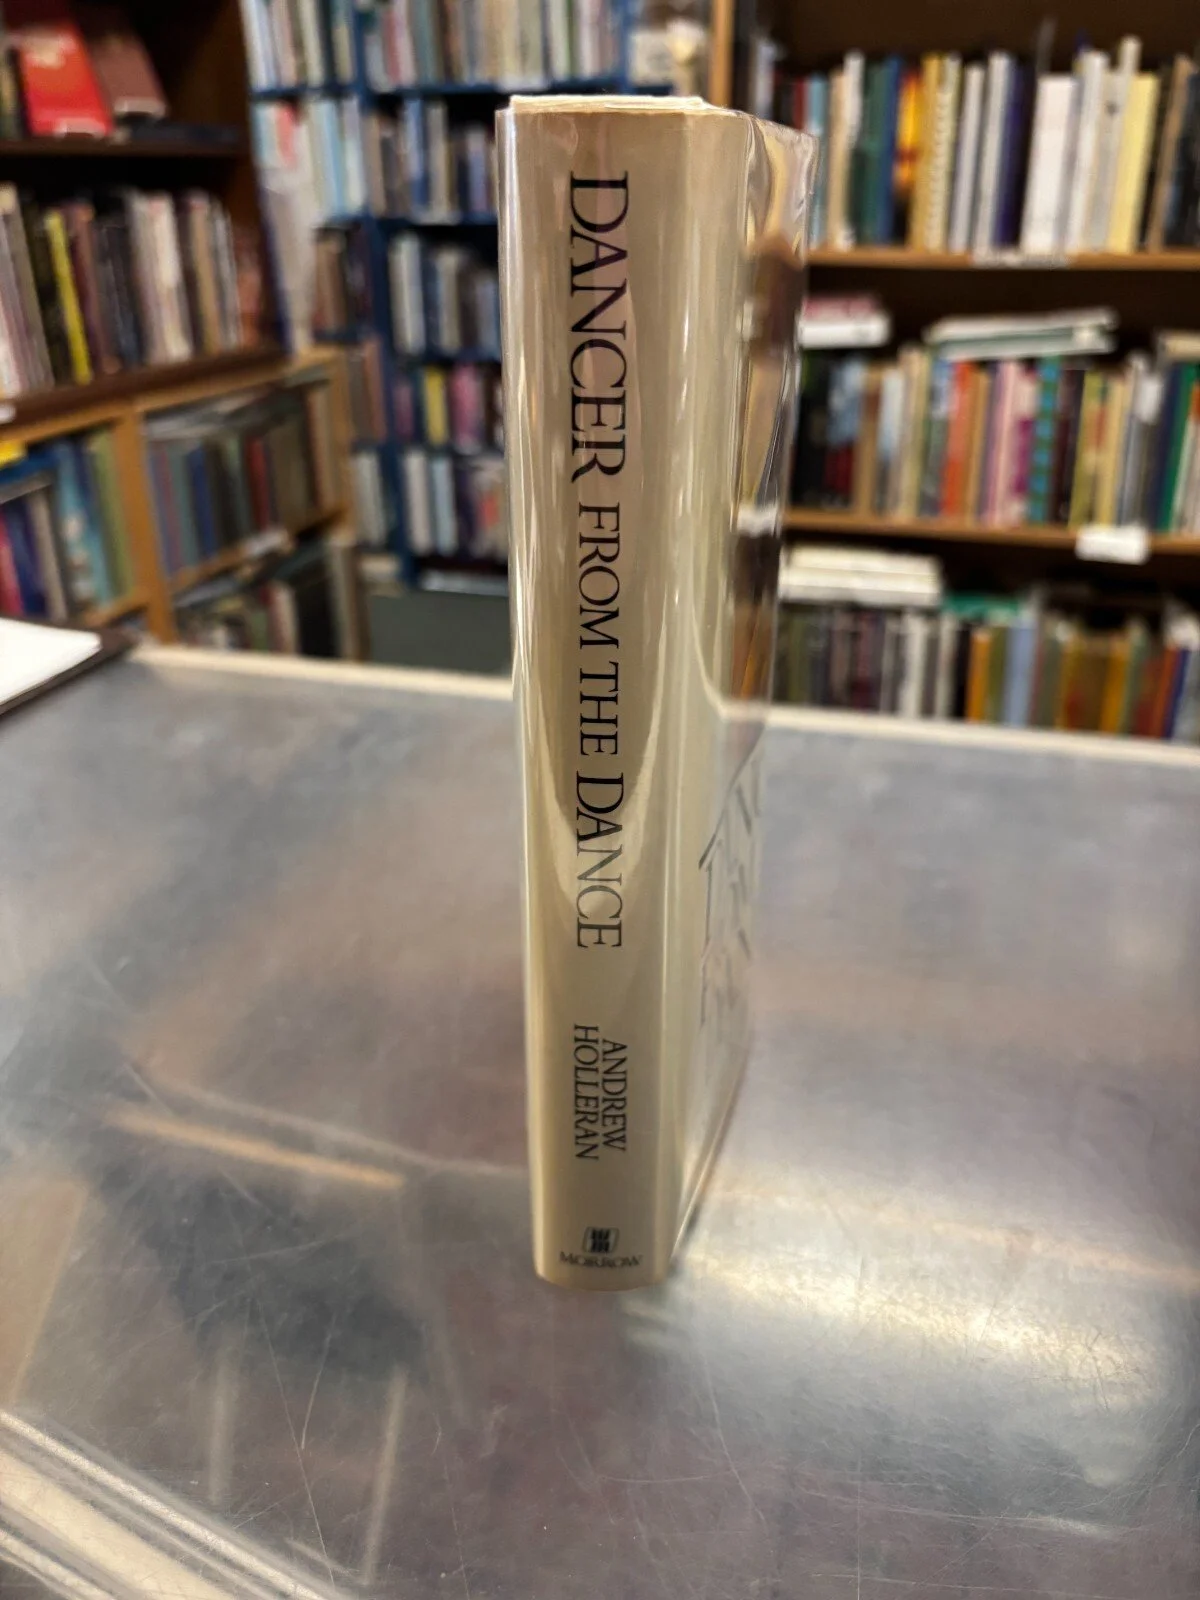 DANCER FROM THE DANCE
ANDREW
HOLLERAN
MORROW